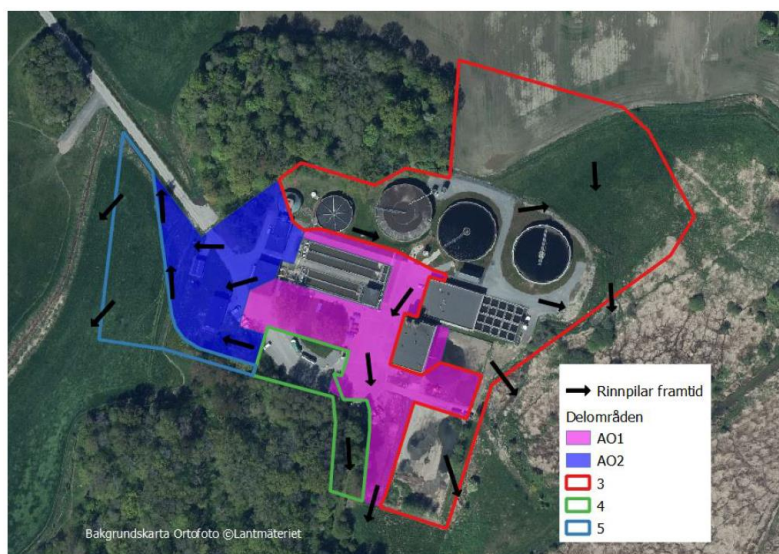 Rinnpilar framtid
Delområden
AO1
AO2
3
4
5
Bakgrundskarta Ortofoto ©Lantmäteriet